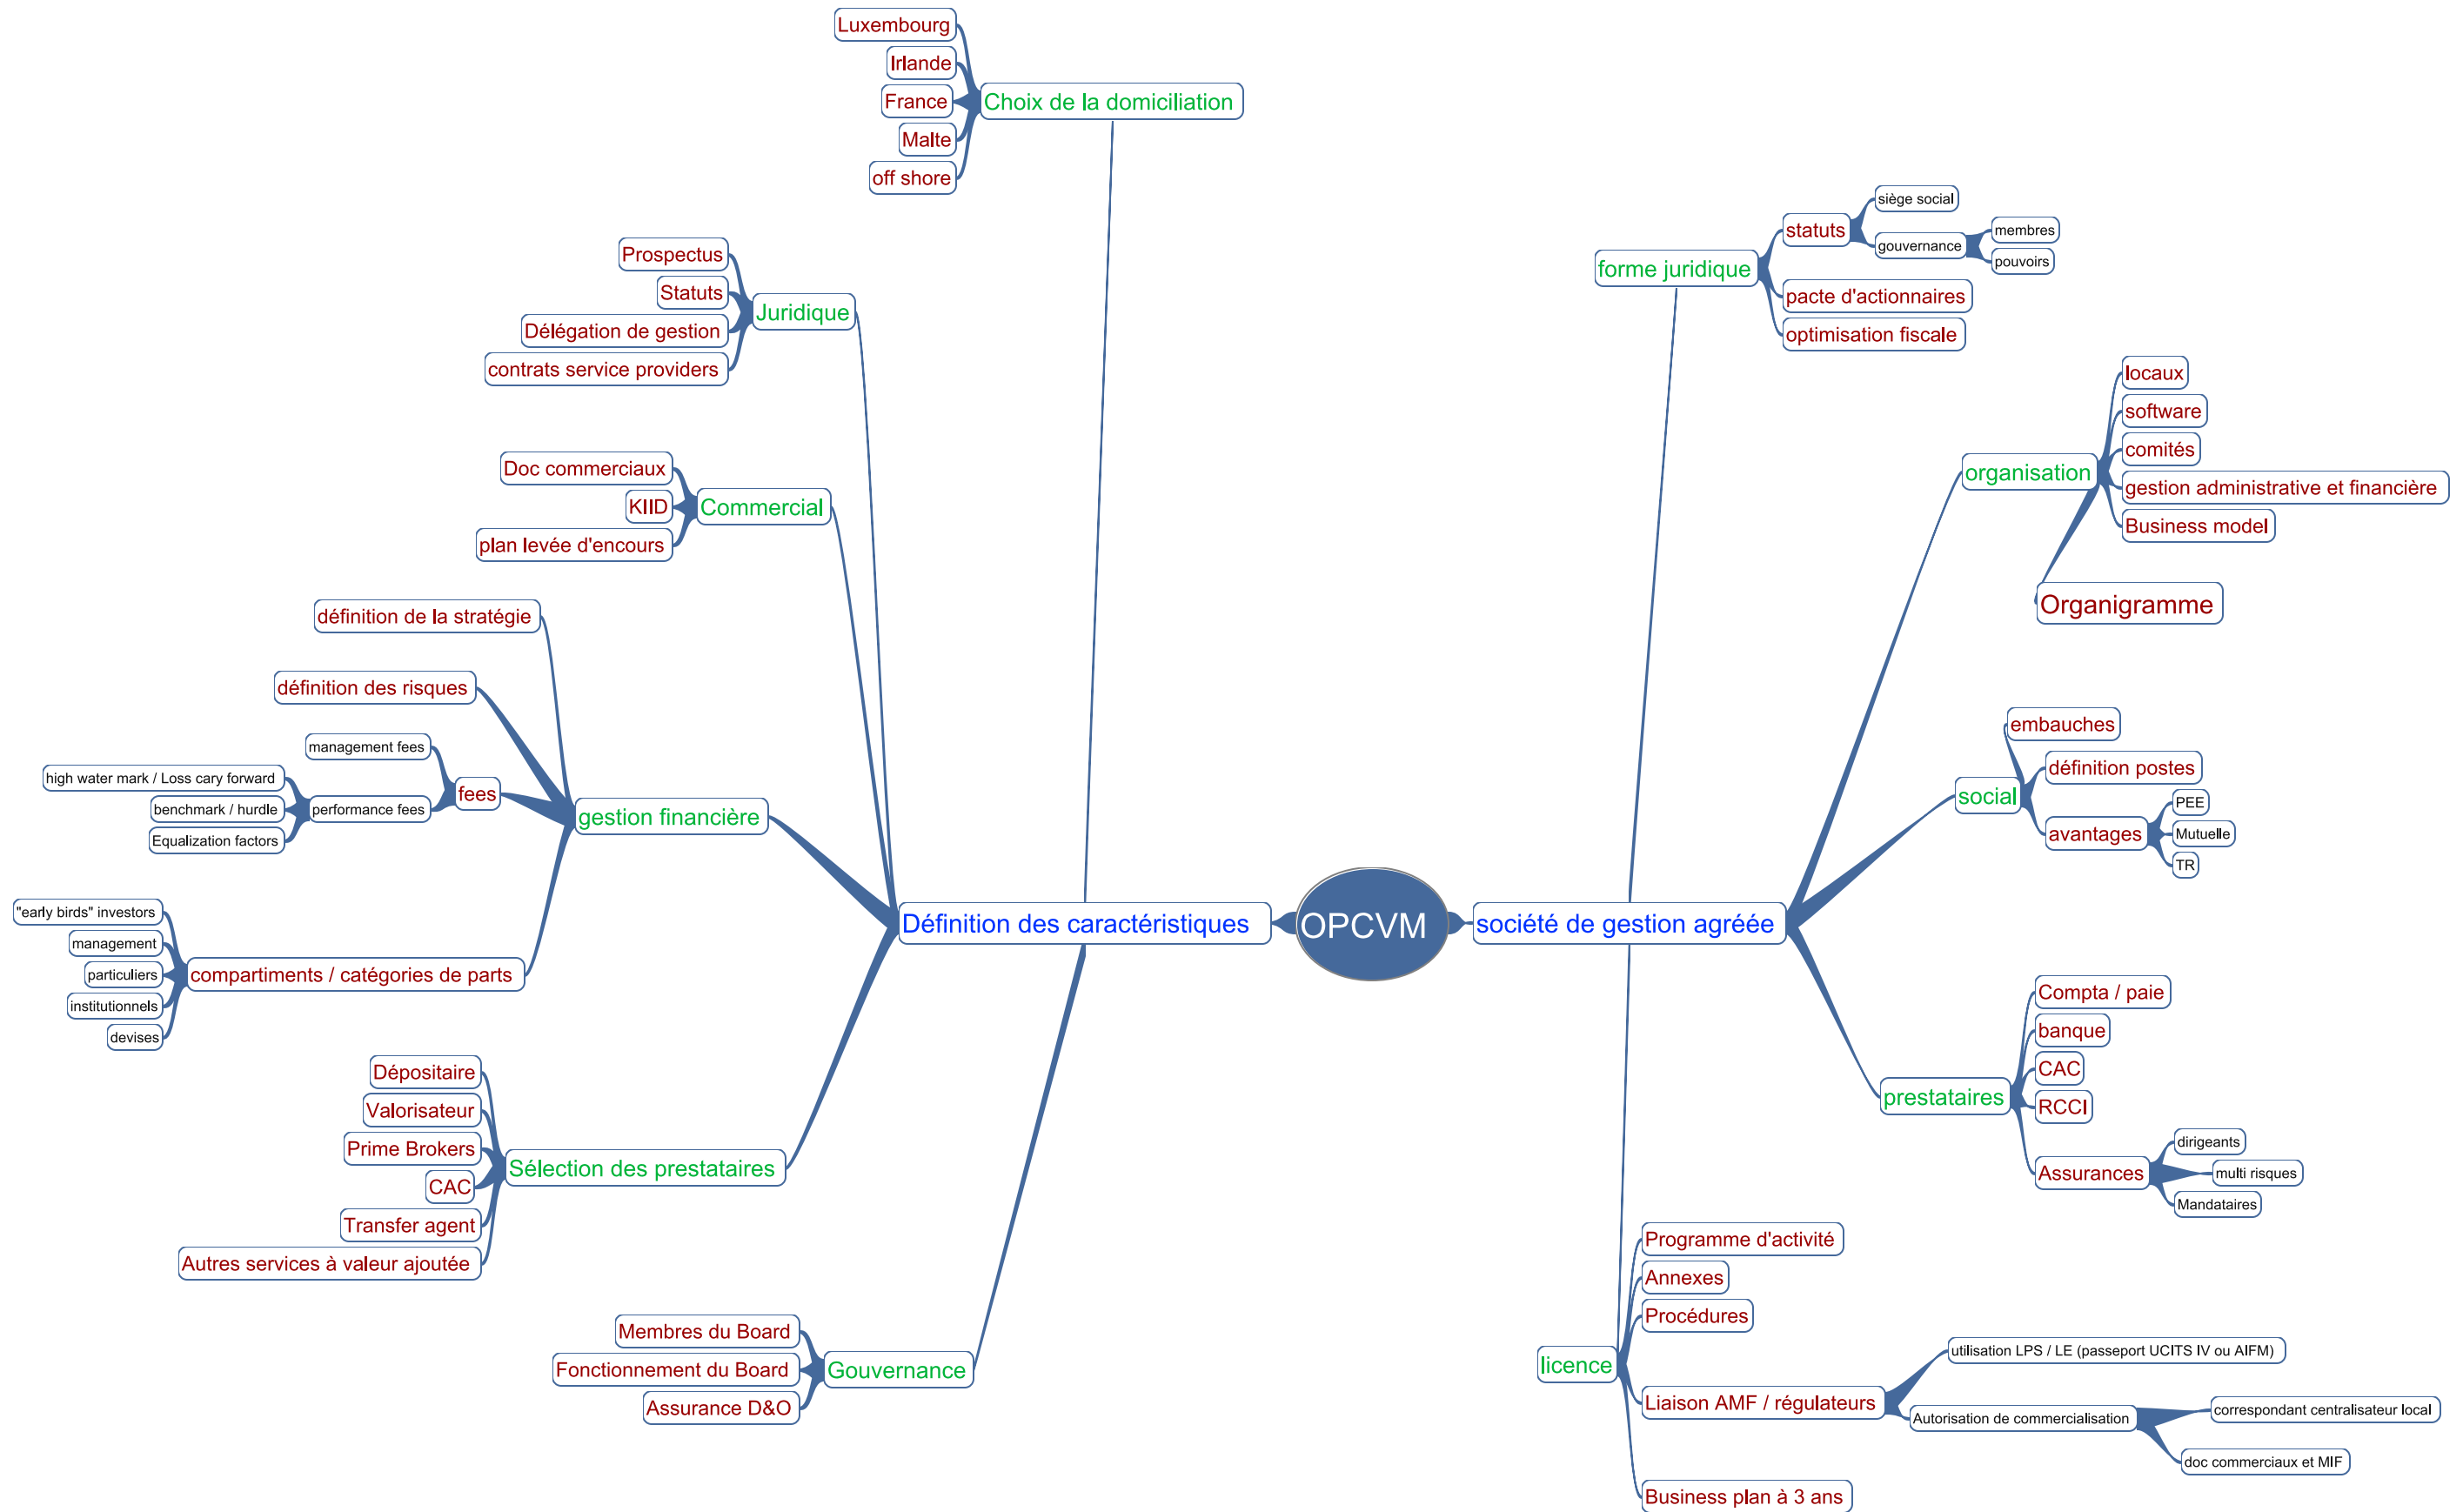 OPCVM
Définition des caractéristiques
Choix de la domiciliation
Luxembourg
Irlande
France
Malte
off shore
Juridique
Prospectus
Statuts
Délégation de gestion
contrats service providers
Commercial
Doc commerciaux
KIID
plan levée d'encours
gestion financière
définition de la stratégie
définition des risques
fees
management fees
performance fees
high water mark / Loss cary forward
benchmark / hurdle
Equalization factors
compartiments / catégories de parts
"early birds" investors
management
particuliers
institutionnels
devises
Sélection des prestataires
Dépositaire
Valorisateur
Prime Brokers
CAC
Transfer agent
Autres services à valeur ajoutée
Gouvernance
Membres du Board
Fonctionnement du Board
Assurance D&O
société de gestion agréée
forme juridique
statuts
siège social
gouvernance
membres
pouvoirs
pacte d'actionnaires
optimisation fiscale
organisation
locaux
software
comités
gestion administrative et financière
Business model
Organigramme
social
embauches
définition postes
avantages
PEE
Mutuelle
TR
prestataires
Compta / paie
banque
CAC
RCCI
Assurances
dirigeants
multi risques
Mandataires
licence
Programme d'activité
Annexes
Procédures
Liaison AMF / régulateurs
utilisation LPS / LE (passeport UCITS IV ou AIFM)
Autorisation de commercialisation
correspondant centralisateur local
doc commerciaux et MIF
Business plan à 3 ans